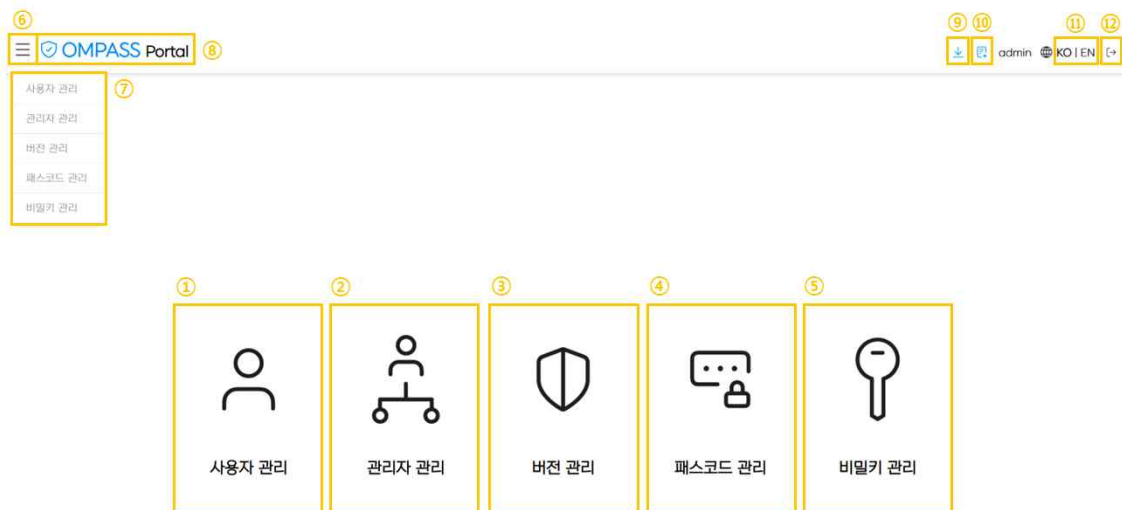 ⑥ ⑨ ⑩ ⑪ ⑫
OMPASS Portal ⑧ admin KO | EN
사용자 관리 ⑦
관리자 관리
버전 관리
패스코드 관리
비밀키 관리
① ② ③ ④ ⑤
사용자 관리 관리자 관리 버전 관리 패스코드 관리 비밀키 관리